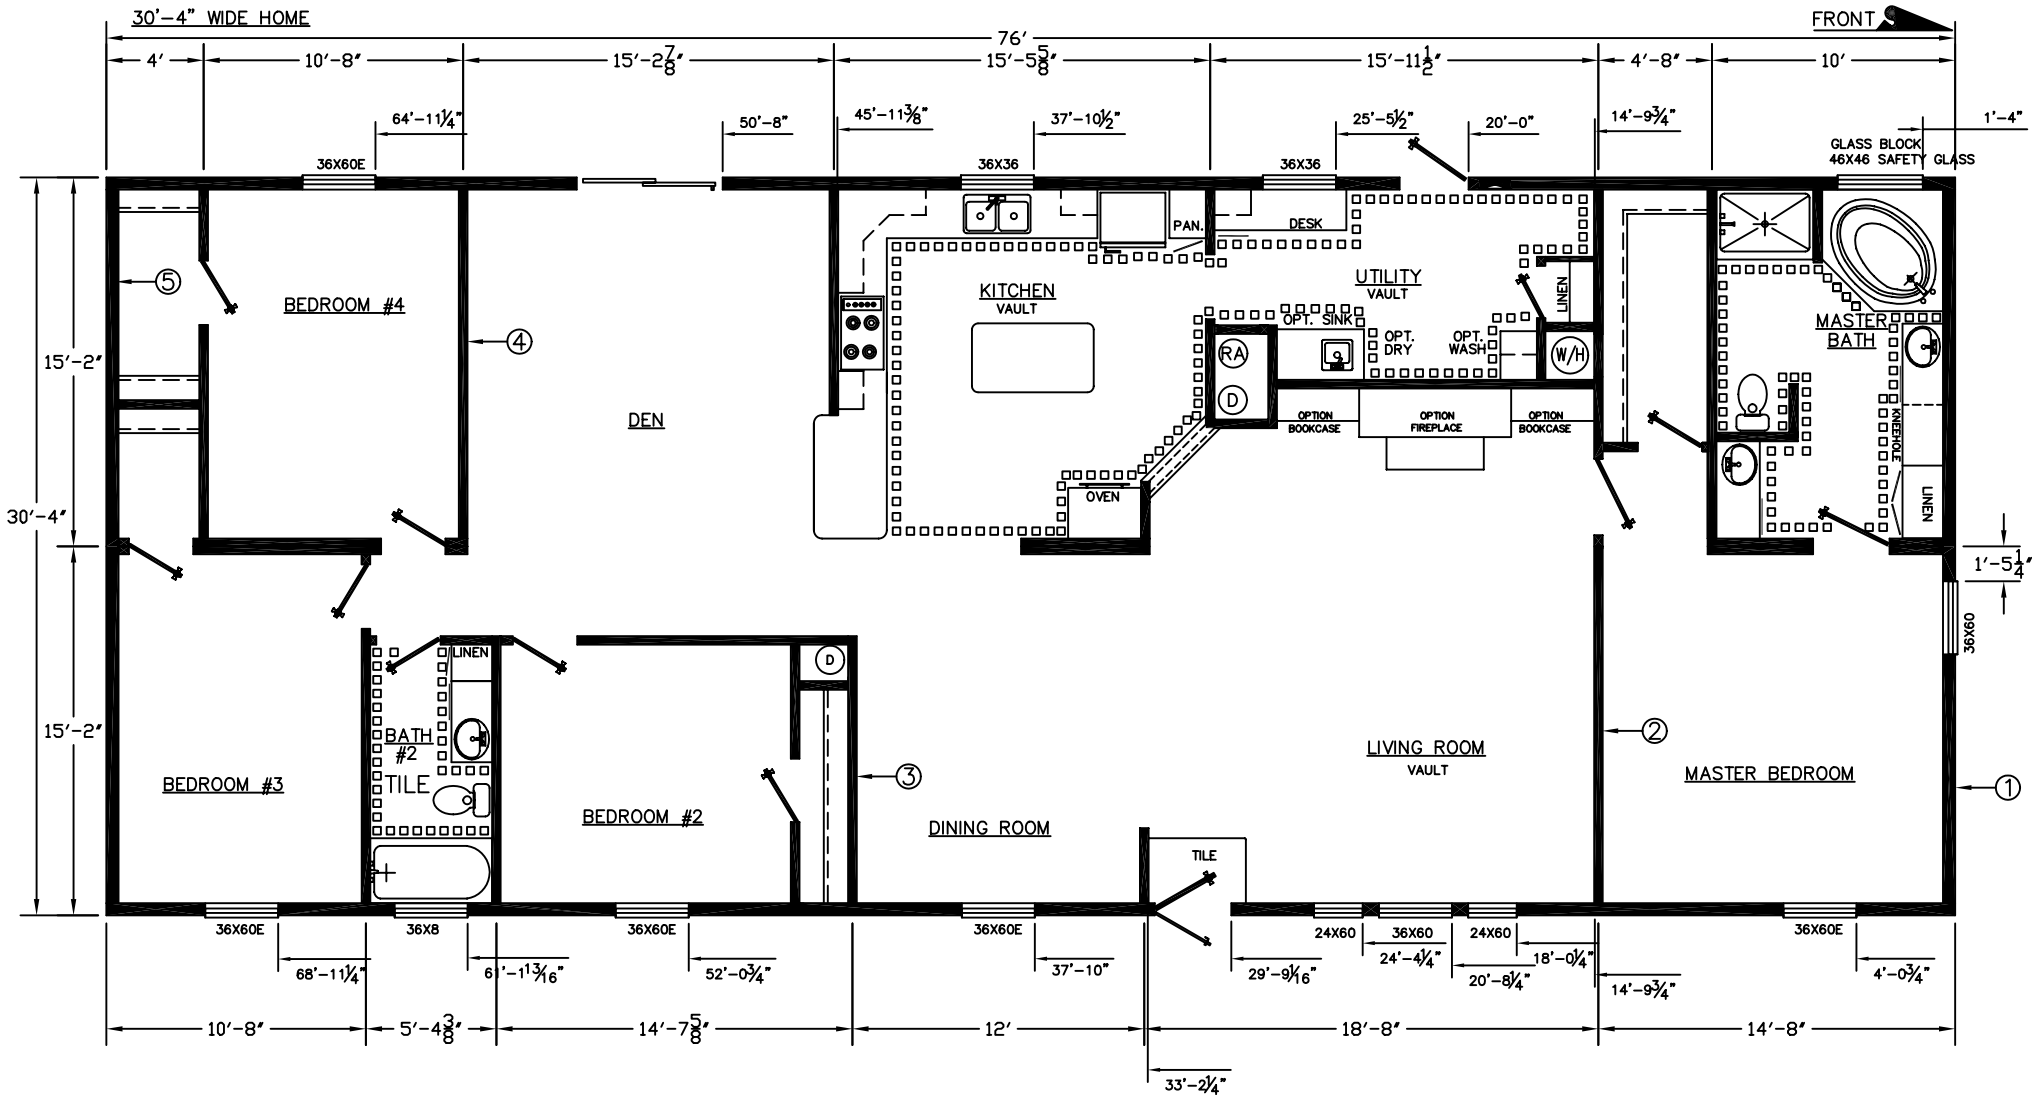 30'-4" WIDE HOME
FRONT
76'
4'
10'-8"
15'-2 7/8"
15'-5 5/8"
15'-11 1/2"
4'-8"
10'
64'-11 1/4"
50'-8"
45'-11 3/8"
37'-10 1/2"
25'-5 1/2"
20'-0"
14'-9 3/4"
1'-4"
GLASS BLOCK
46X46 SAFETY GLASS
36X60E
36X36
36X36
PAN.
DESK
5
BEDROOM #4
KITCHEN
VAULT
UTILITY
VAULT
LINEN
OPT. SINK
MASTER
BATH
4
RA
OPT.
DRY
OPT.
WASH
W/H
15'-2"
D
DEN
OPTION
BOOKCASE
OPTION
FIREPLACE
OPTION
BOOKCASE
KNEEHOLE
OVEN
LINEN
30'-4"
1'-5 1/4"
36X60
LINEN
D
15'-2"
BATH
#2
TILE
2
LIVING ROOM
VAULT
3
MASTER BEDROOM
1
BEDROOM #3
BEDROOM #2
DINING ROOM
TILE
36X60E
36X8
36X60E
36X60E
24X60
36X60
24X60
36X60E
68'-11 1/4"
61'-1 13/16"
52'-0 3/4"
37'-10"
29'-9 1/16"
24'-4 1/4"
20'-8 1/4"
18'-0 1/4"
14'-9 3/4"
4'-0 3/4"
10'-8"
5'-4 3/8"
14'-7 5/8"
12'
18'-8"
14'-8"
33'-2 1/4"